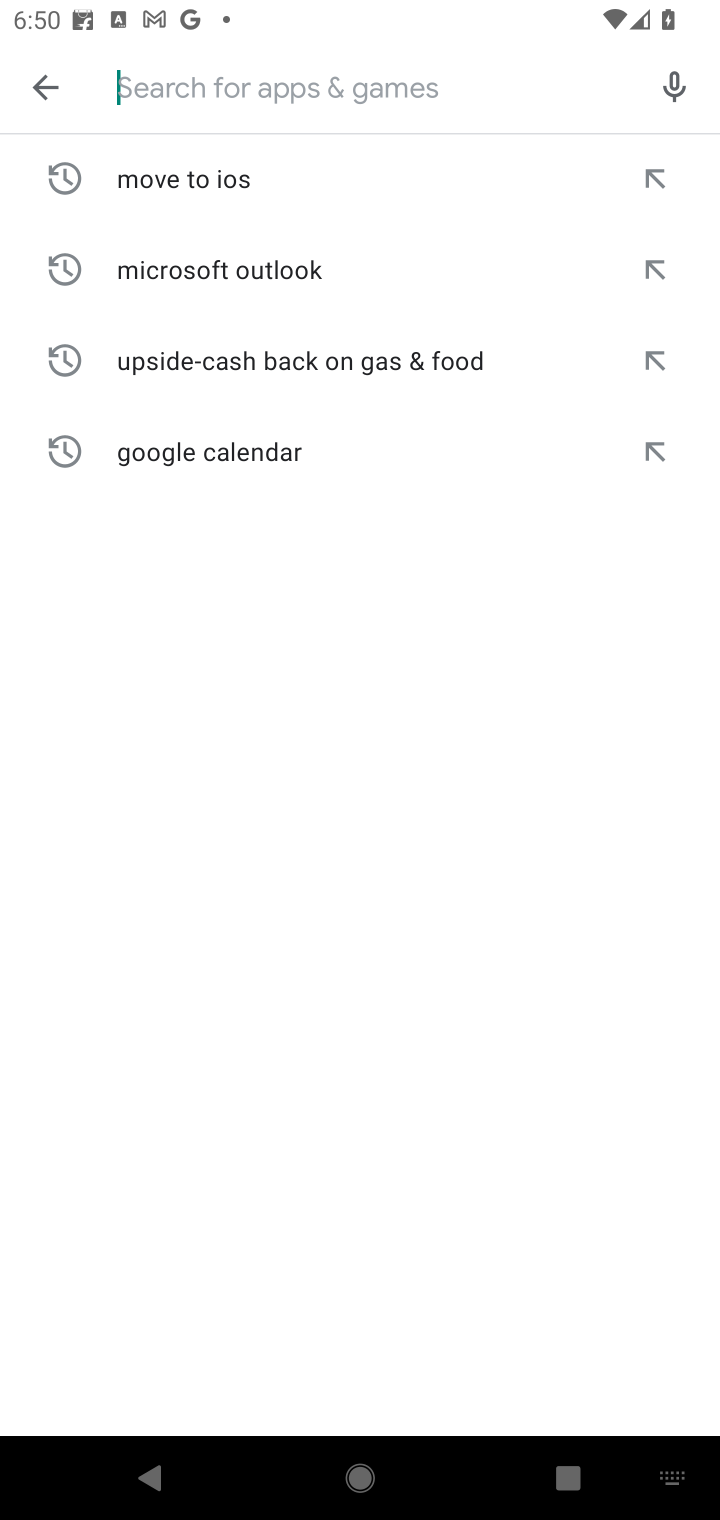 6:50
Search for apps & games
move to ios
microsoft outlook
upside-cash back on gas & food
google calendar